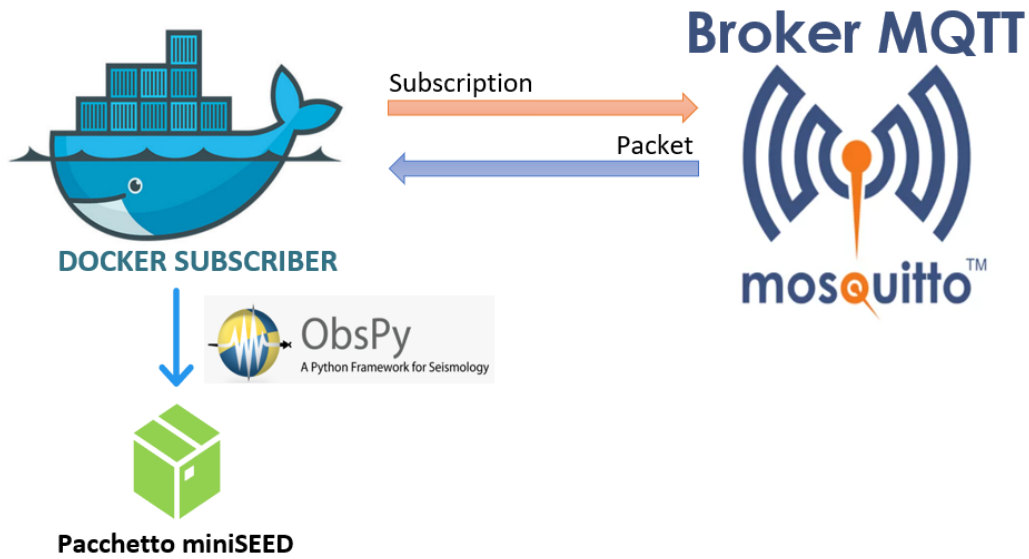 Broker MQTT
Subscription
Packet
mosquitto™
DOCKER SUBSCRIBER
ObsPy
A Python Framework for Seismology
Pacchetto miniSEED